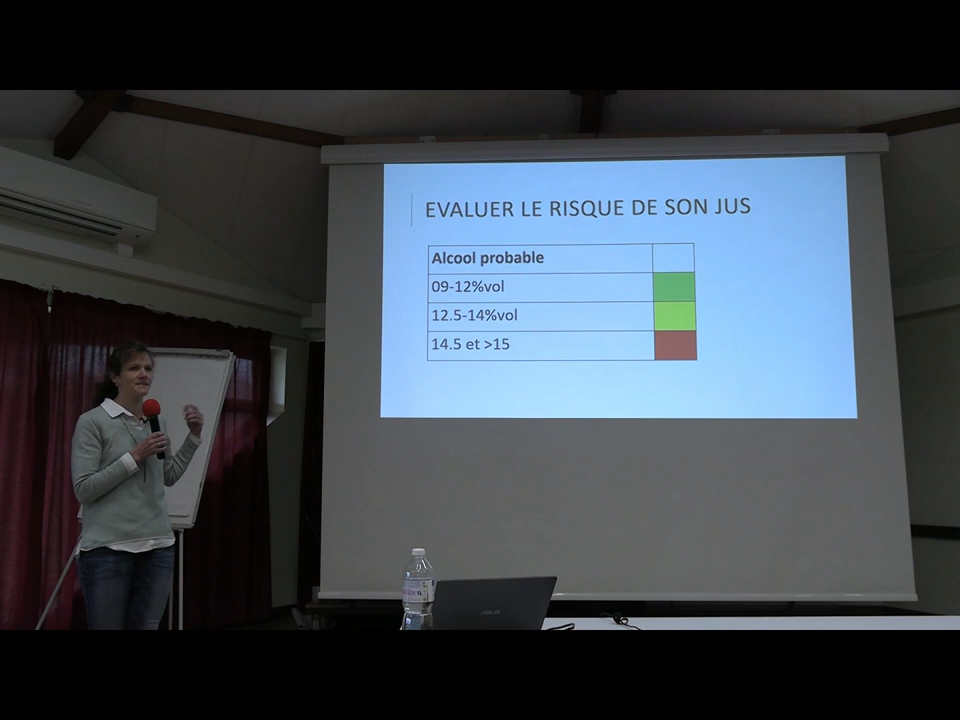 EVALUER LE RISQUE DE SON JUS
Alcool probable
09-12%vol
12.5-14%vol
14.5 et >15
ASUS